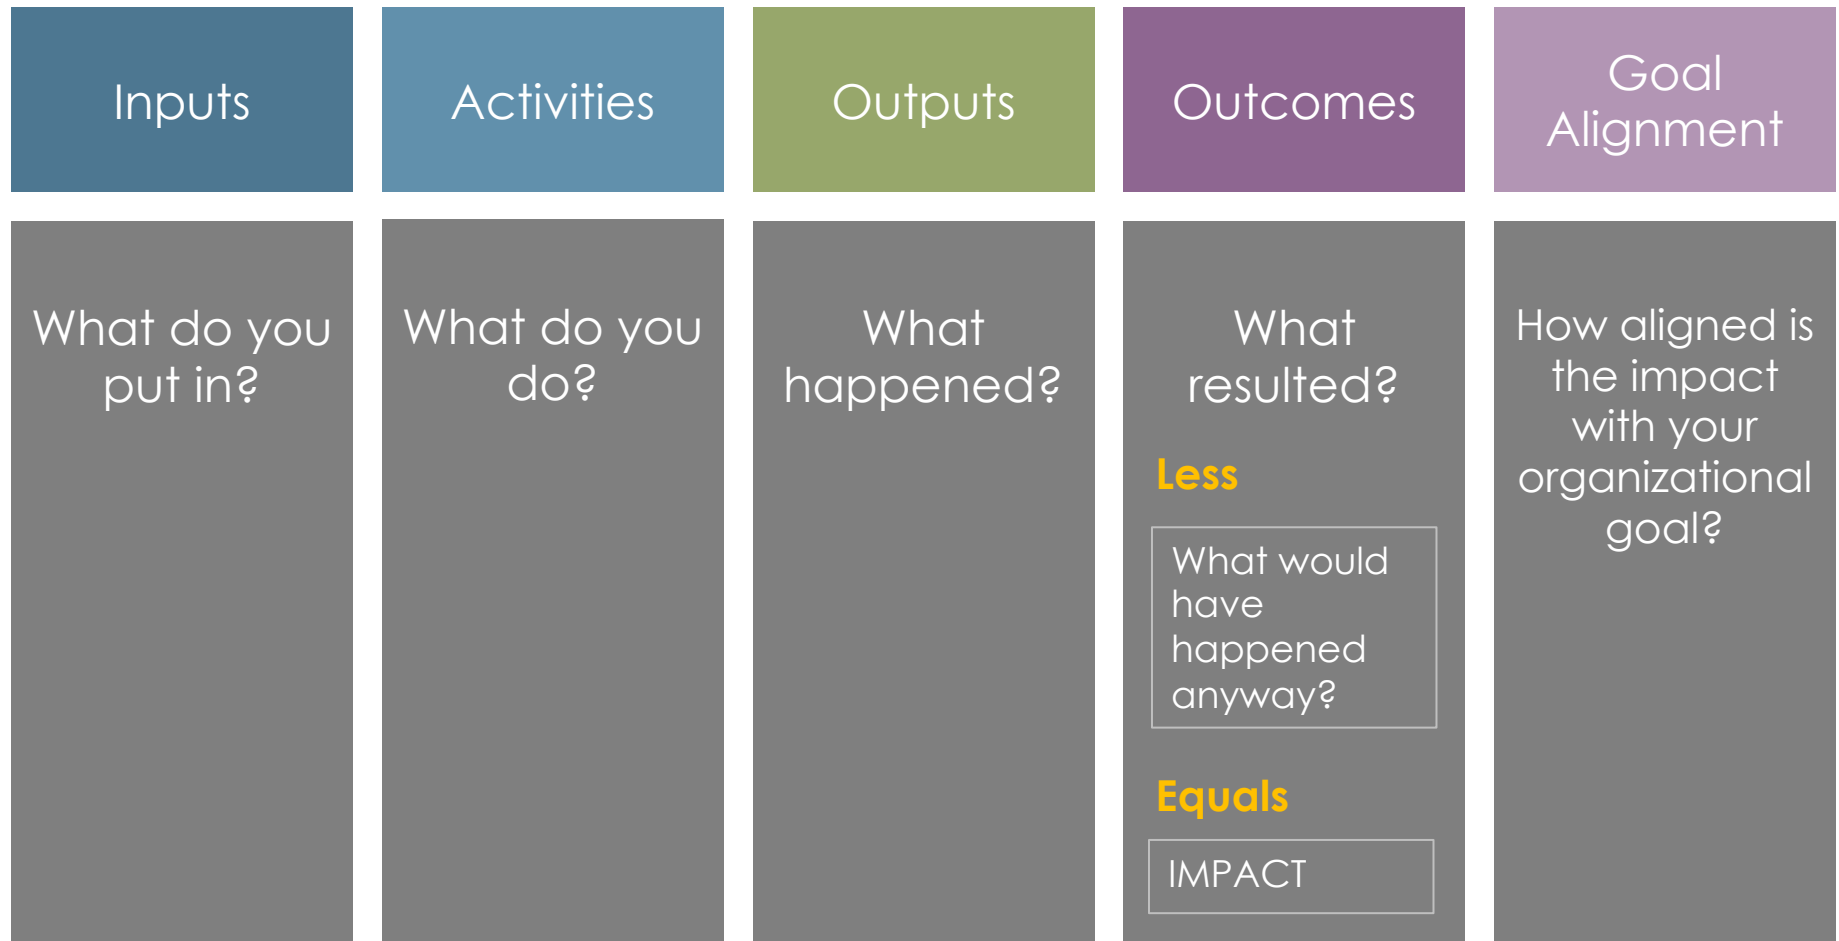 Inputs
Activities
Outputs
Outcomes
Goal
Alignment
What do you
put in?
What do you
do?
What
happened?
What
resulted?
Less
What would
have
happened
anyway?
Equals
IMPACT
How aligned is
the impact
with your
organizational
goal?